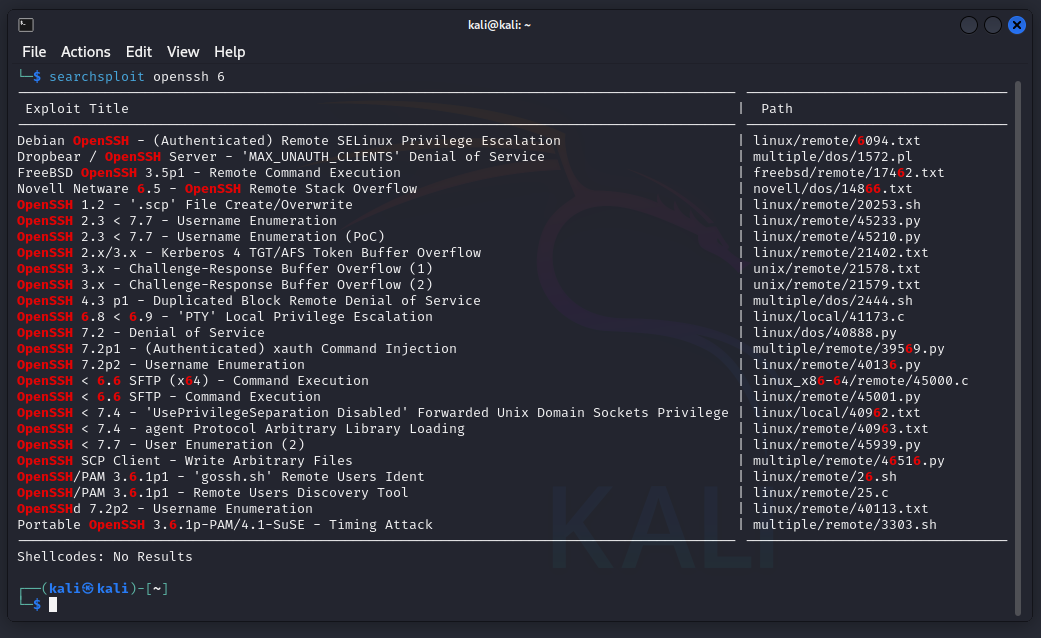 kali@kali: ~
File Actions Edit View Help
└─$ searchsploit openssh 6
Exploit Title | Path
Debian OpenSSH - (Authenticated) Remote SELinux Privilege Escalation | linux/remote/6094.txt
Dropbear / OpenSSH Server - 'MAX_UNAUTH_CLIENTS' Denial of Service | multiple/dos/1572.pl
FreeBSD OpenSSH 3.5p1 - Remote Command Execution | freebsd/remote/17462.txt
Novell Netware 6.5 - OpenSSH Remote Stack Overflow | novell/dos/14866.txt
OpenSSH 1.2 - '.scp' File Create/Overwrite | linux/remote/20253.sh
OpenSSH 2.3 < 7.7 - Username Enumeration | linux/remote/45233.py
OpenSSH 2.3 < 7.7 - Username Enumeration (PoC) | linux/remote/45210.py
OpenSSH 2.x/3.x - Kerberos 4 TGT/AFS Token Buffer Overflow | linux/remote/21402.txt
OpenSSH 3.x - Challenge-Response Buffer Overflow (1) | unix/remote/21578.txt
OpenSSH 3.x - Challenge-Response Buffer Overflow (2) | unix/remote/21579.txt
OpenSSH 4.3 p1 - Duplicated Block Remote Denial of Service | multiple/dos/2444.sh
OpenSSH 6.8 < 6.9 - 'PTY' Local Privilege Escalation | linux/local/41173.c
OpenSSH 7.2 - Denial of Service | linux/dos/40888.py
OpenSSH 7.2p1 - (Authenticated) xauth Command Injection | multiple/remote/39569.py
OpenSSH 7.2p2 - Username Enumeration | linux/remote/40136.py
OpenSSH < 6.6 SFTP (x64) - Command Execution | linux_x86-64/remote/45000.c
OpenSSH < 6.6 SFTP - Command Execution | linux/remote/45001.py
OpenSSH < 7.4 - 'UsePrivilegeSeparation Disabled' Forwarded Unix Domain Sockets Privilege | linux/local/40962.txt
OpenSSH < 7.4 - agent Protocol Arbitrary Library Loading | linux/remote/40963.txt
OpenSSH < 7.7 - User Enumeration (2) | linux/remote/45939.py
OpenSSH SCP Client - Write Arbitrary Files | multiple/remote/46516.py
OpenSSH/PAM 3.6.1p1 - 'gossh.sh' Remote Users Ident | linux/remote/26.sh
OpenSSH/PAM 3.6.1p1 - Remote Users Discovery Tool | linux/remote/25.c
OpenSSHd 7.2p2 - Username Enumeration | linux/remote/40113.txt
Portable OpenSSH 3.6.1p-PAM/4.1-SuSE - Timing Attack | multiple/remote/3303.sh
KALI
Shellcodes: No Results
┌──(kali㉿kali)-[~]
└─$